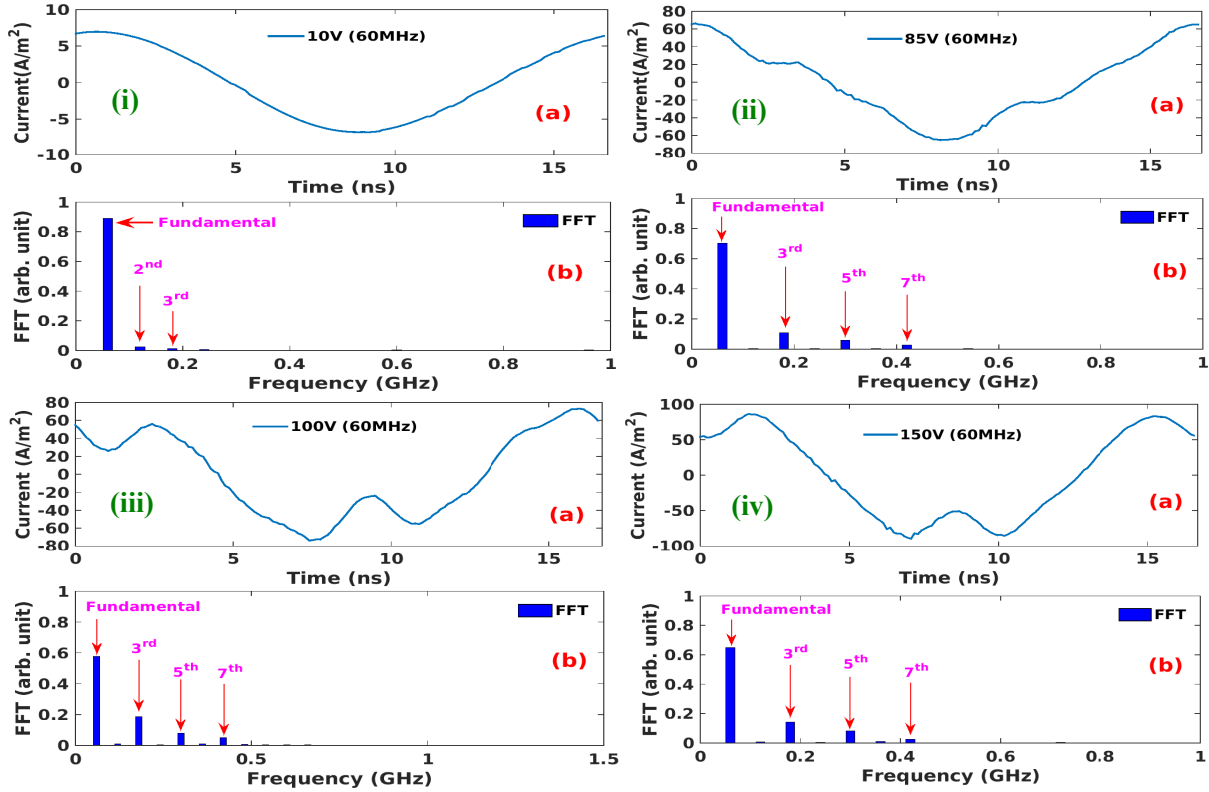 10
5
0
-5
-10
Current(A/m²)
10V (60MHz)
(i)
(a)
0 5 10 15
Time (ns)
80
60
40
20
0
-20
-40
-60
-80
Current(A/m²)
85V (60MHz)
(ii)
(a)
0 5 10 15
Time (ns)
1
0.8
0.6
0.4
0.2
0
FFT (arb. unit)
Fundamental
2nd
3rd
FFT
(b)
0 0.2 0.4 0.6 0.8 1
Frequency (GHz)
1
0.8
0.6
0.4
0.2
0
FFT (arb. unit)
Fundamental
3rd
5th
7th
FFT
(b)
0 0.2 0.4 0.6 0.8 1
Frequency (GHz)
80
60
40
20
0
-20
-40
-60
-80
Current (A/m²)
100V (60MHz)
(iii)
(a)
0 5 10 15
Time (ns)
100
50
0
-50
-100
Current (A/m²)
150V (60MHz)
(iv)
(a)
0 5 10 15
Time (ns)
1
0.8
0.6
0.4
0.2
0
FFT (arb. unit)
Fundamental
3rd
5th
7th
FFT
(b)
0 0.5 1 1.5
Frequency (GHz)
1
0.8
0.6
0.4
0.2
0
FFT (arb. unit)
Fundamental
3rd
5th
7th
FFT
(b)
0 0.2 0.4 0.6 0.8 1
Frequency (GHz)